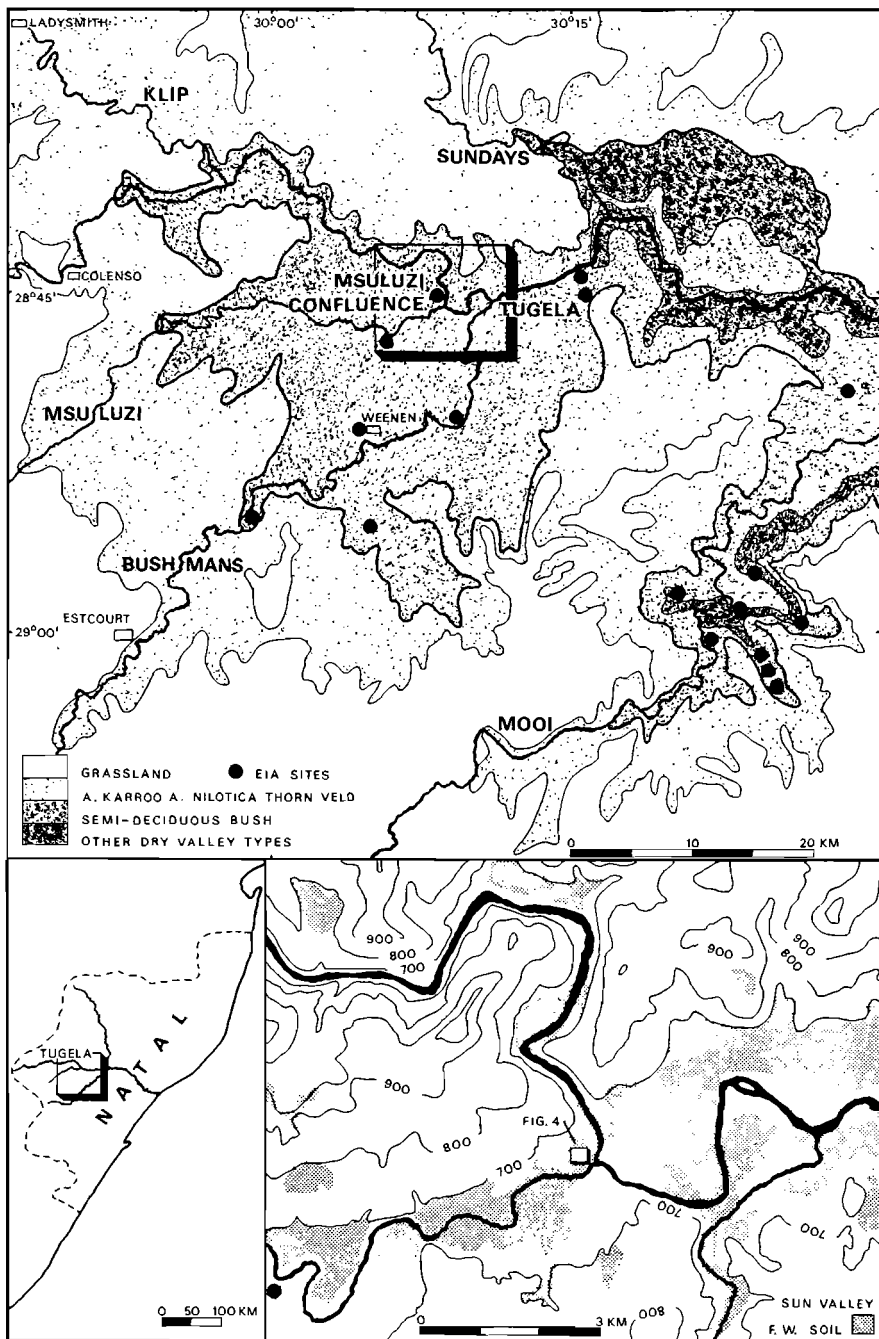 LADYSMITH
30°00'
30°15'
KLIP
SUNDAYS
COLENSO
28°45'
MSULUZI
CONFLUENCE
TUGELA
MSULUZI
WEENEN
BUSHMANS
ESTCOURT
29°00'
MOOI
GRASSLAND
EIA SITES
A. KARROO A. NILOTICA THORN VELD
SEMI-DECIDUOUS BUSH
OTHER DRY VALLEY TYPES
0 10 20 KM
TUGELA
NATAL
0 50 100 KM
900
800
700
900
800
900
800
700
FIG. 4
700
700
800
0 3 KM
SUN VALLEY
F. W. SOIL